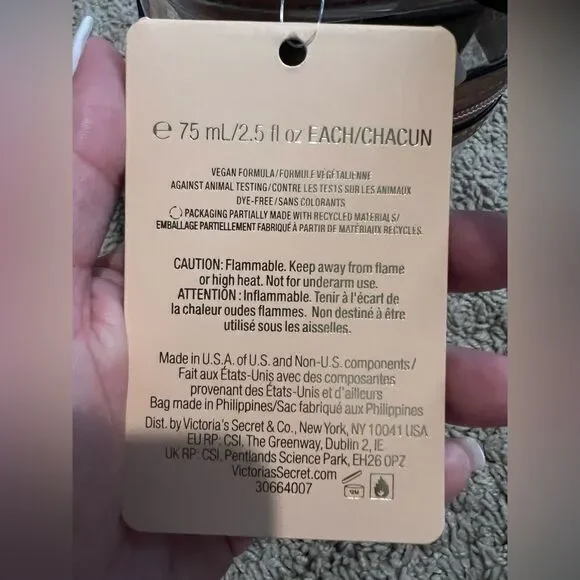 ℮ 75 mL/2.5 fl oz EACH/CHACUN
VEGAN FORMULA/FORMULE VÉGÉTALIENNE
AGAINST ANIMAL TESTING/CONTRE LES TESTS SUR LES ANIMAUX
DYE-FREE/SANS COLORANTS
PACKAGING PARTIALLY MADE WITH RECYCLED MATERIALS/
EMBALLAGE PARTIELLEMENT FABRIQUÉ À PARTIR DE MATÉRIAUX RECYCLÉS.
CAUTION: Flammable. Keep away from flame
or high heat. Not for underarm use.
ATTENTION : Inflammable. Tenir à l'écart de
la chaleur oudes flammes. Non destiné à être
utilisé sous les aisselles.
Made in U.S.A. of U.S. and Non-U.S. components/
Fait aux États-Unis avec des composantes
provenant des États-Unis et d'ailleurs
Bag made in Philippines/Sac fabriqué aux Philippines
Dist. by Victoria's Secret & Co., New York, NY 10041 USA
EU RP: CSI, The Greenway, Dublin 2, IE
UK RP: CSI, Pentlands Science Park, EH26 0PZ
VictoriasSecret.com
30664007
12M